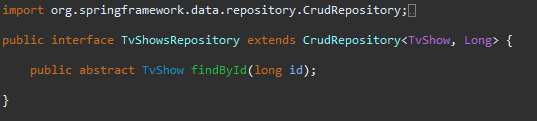 import org.springframework.data.repository.CrudRepository;
public interface TvShowsRepository extends CrudRepository<TvShow, Long> {
public abstract TvShow findById(long id);
}